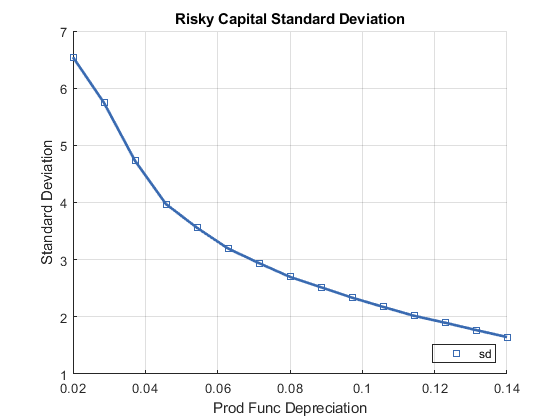 Risky Capital Standard Deviation
7
6
5
4
3
2
1
Standard Deviation
sd
0.02 0.04 0.06 0.08 0.1 0.12 0.14
Prod Func Depreciation